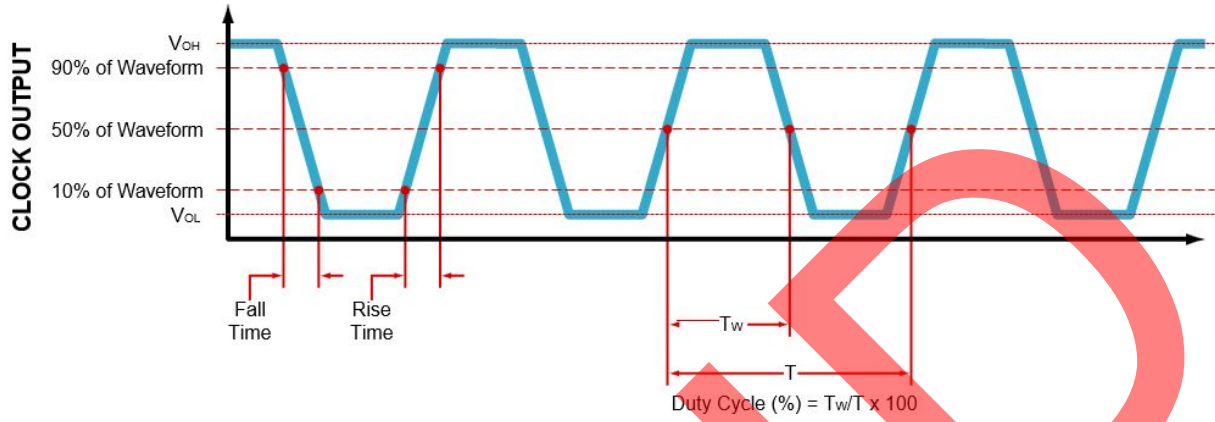 CLOCK OUTPUT
VOH
90% of Waveform
50% of Waveform
10% of Waveform
VOL
Fall
Time
Rise
Time
TW
T
Duty Cycle (%) = TW/T x 100